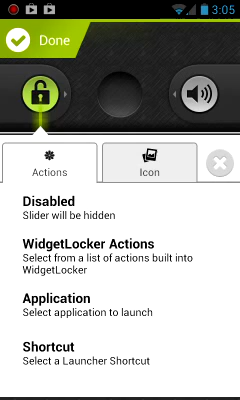 3:05
Done
Actions
Icon
Disabled
Slider will be hidden
WidgetLocker Actions
Select from a list of actions built into
WidgetLocker
Application
Select application to launch
Shortcut
Select a Launcher Shortcut